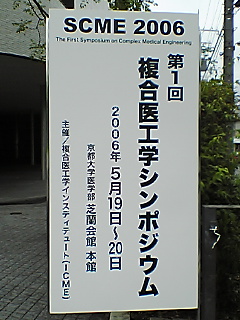 SCME 2006
The First Symposium on Complex Medical Engineering
第1回
複合医工学シンポジウム
2006年 5月19日～20日
京都大学医学部 芝蘭会館 本館
主催／複合医工学インスティテュート(ICME)